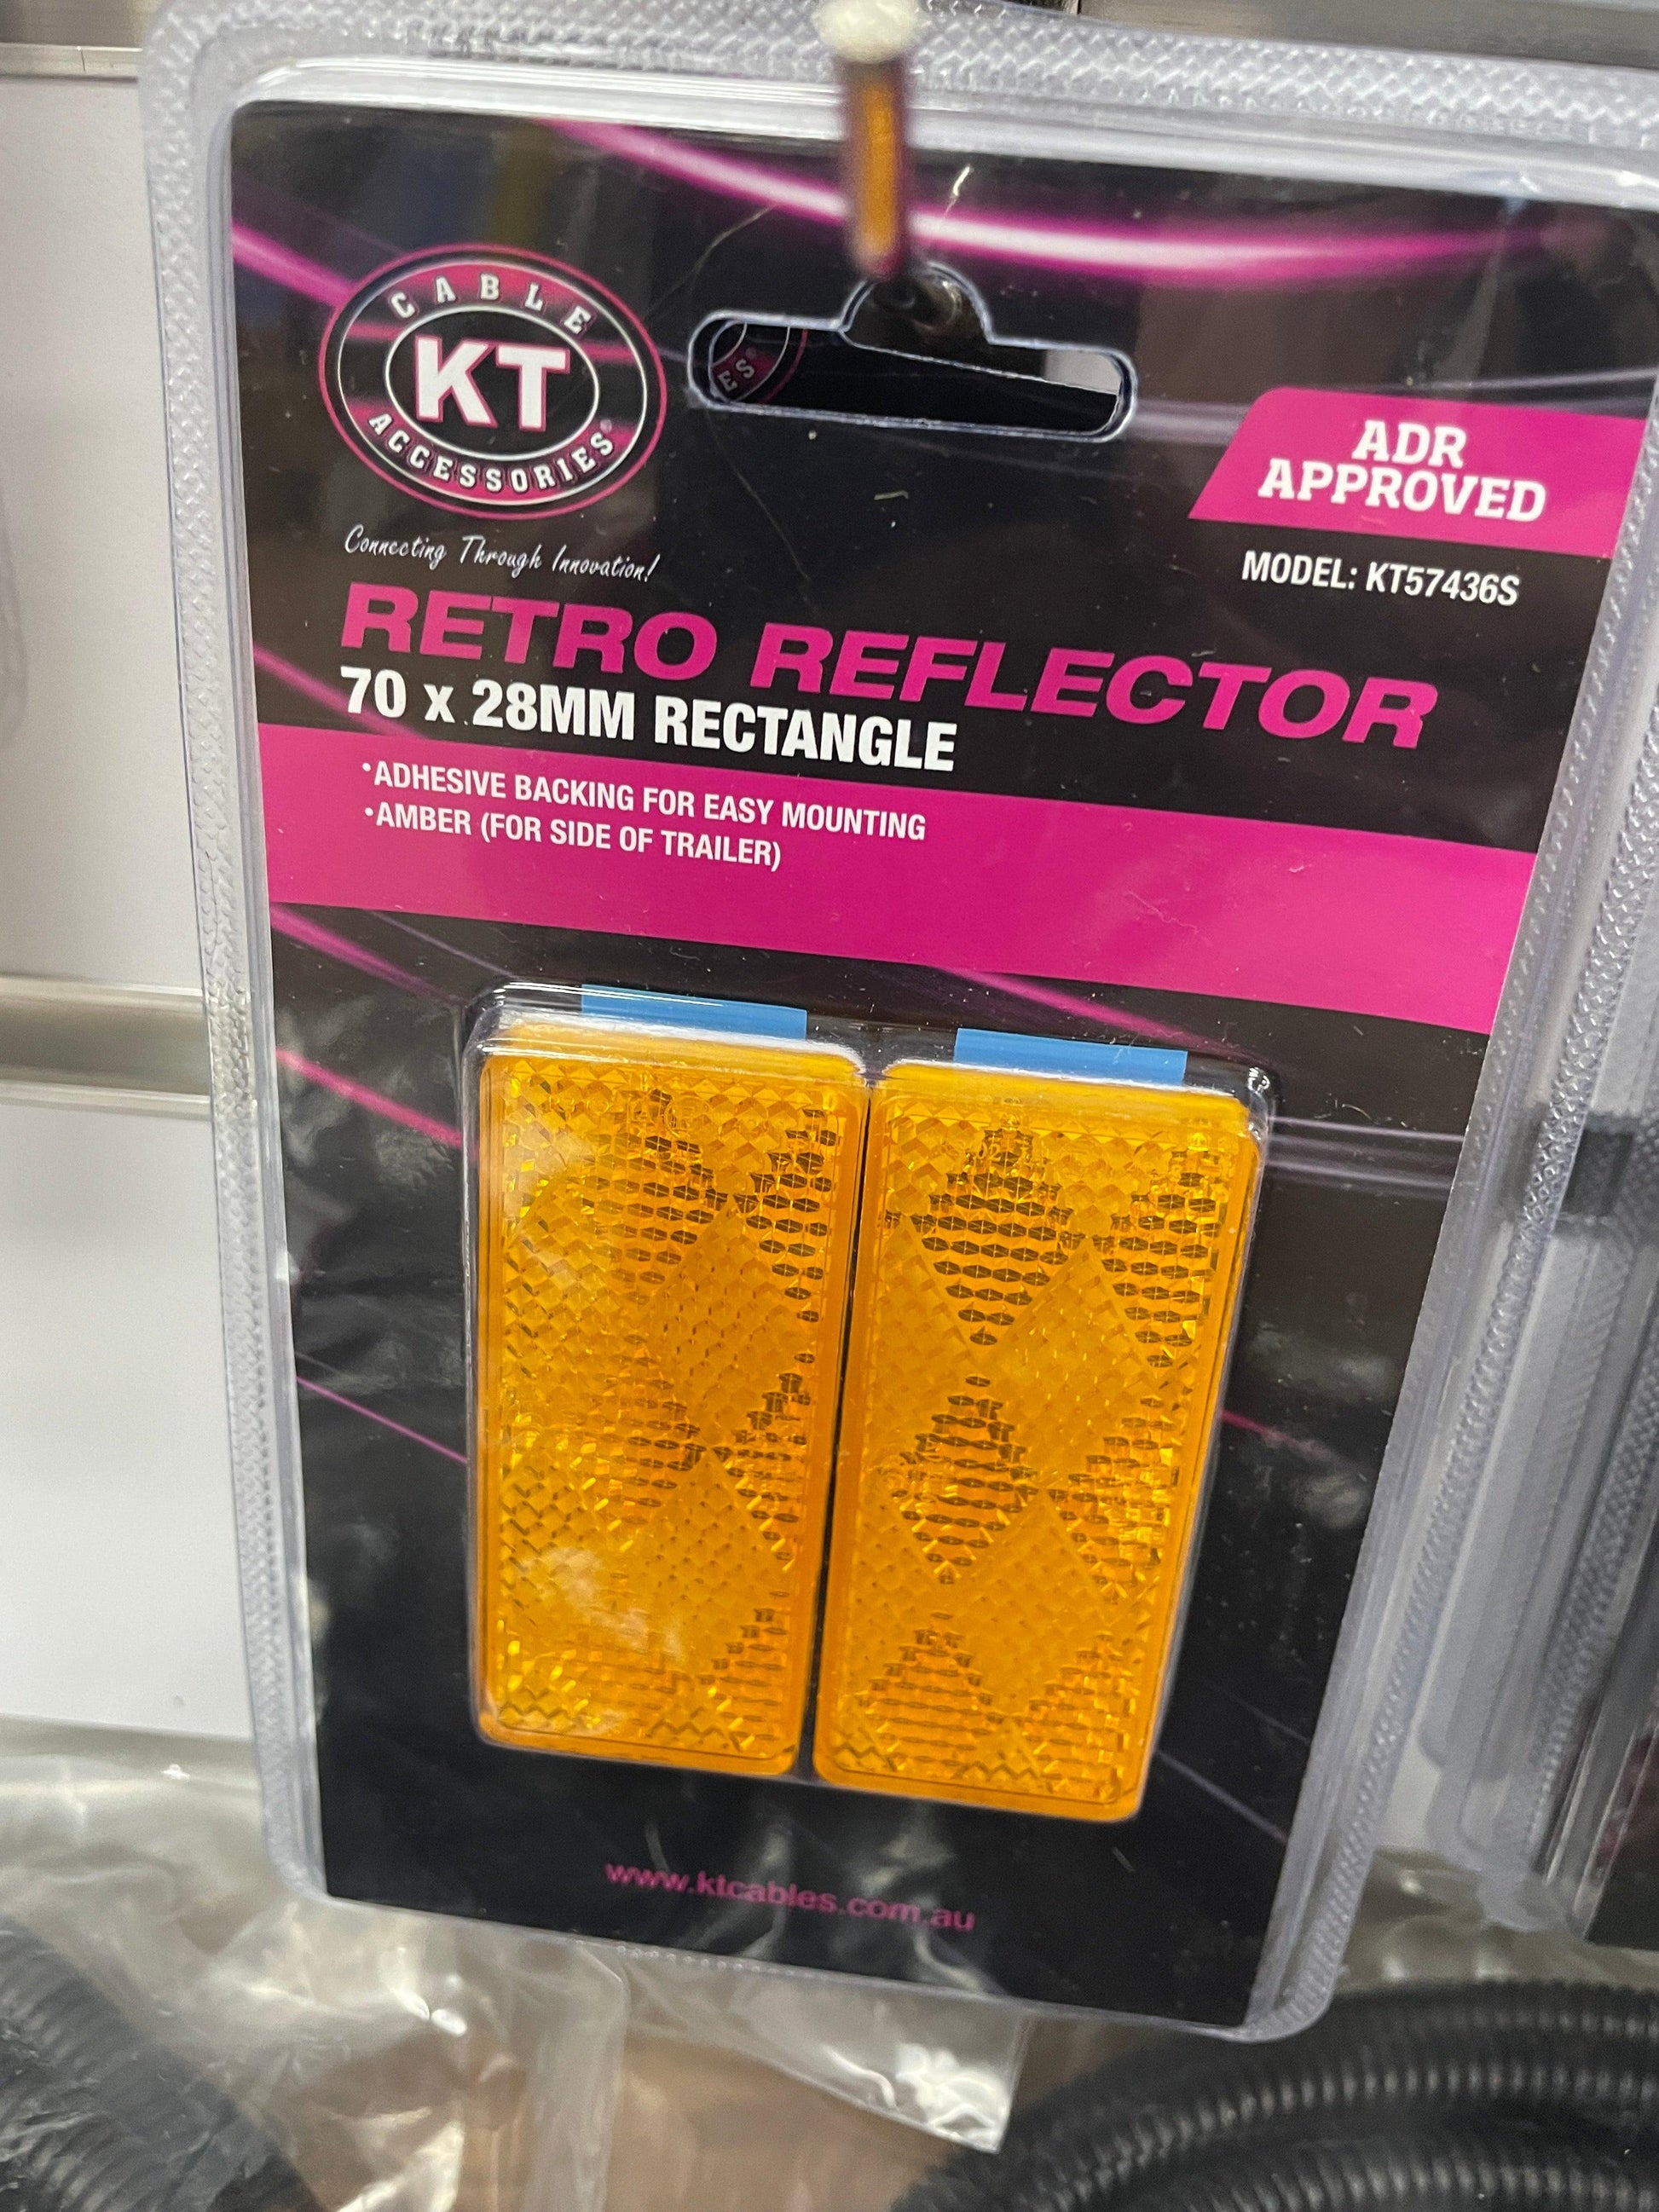 CABLE
KT
ACCESSORIES®
ES®
Connecting Through Innovation!
ADR
APPROVED
MODEL: KT57436S
RETRO REFLECTOR
70 x 28MM RECTANGLE
•ADHESIVE BACKING FOR EASY MOUNTING
•AMBER (FOR SIDE OF TRAILER)
www.ktcables.com.au